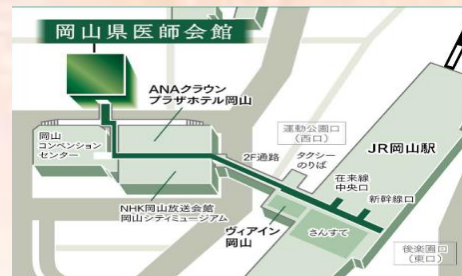 岡山県医師会館
ANAクラウン
プラザホテル岡山
岡山
コンベンション
センター
NHK岡山放送会館
岡山シティミュージアム
2F通路
運動公園口
(西口)
タクシー
のりば
JR岡山駅
在来線
中央口
新幹線口
ヴィアイン
岡山
さんすて
後楽園口
(東口)